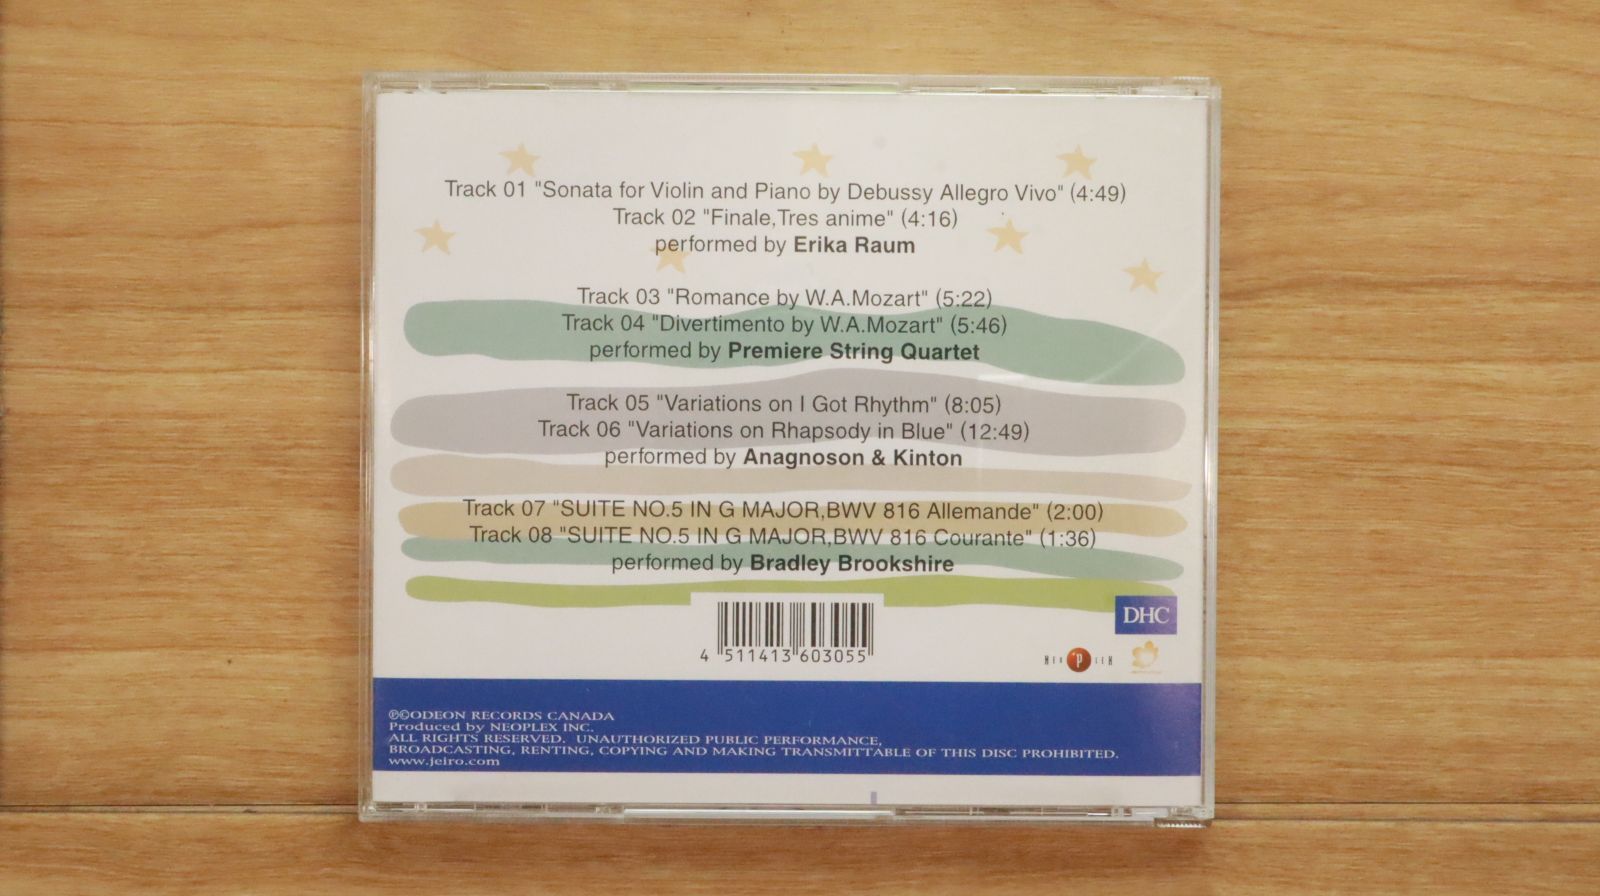 Track 01 "Sonata for Violin and Piano by Debussy Allegro Vivo" (4:49)
Track 02 "Finale,Tres anime" (4:16)
performed by Erika Raum
Track 03 "Romance by W.A.Mozart" (5:22)
Track 04 "Divertimento by W.A.Mozart" (5:46)
performed by Premiere String Quartet
Track 05 "Variations on I Got Rhythm" (8:05)
Track 06 "Variations on Rhapsody in Blue" (12:49)
performed by Anagnoson & Kinton
Track 07 "SUITE NO.5 IN G MAJOR,BWV 816 Allemande" (2:00)
Track 08 "SUITE NO.5 IN G MAJOR,BWV 816 Courante" (1:36)
performed by Bradley Brookshire
DHC
4 511413 603055
NEOPLEX
℗©ODEON RECORDS CANADA
Produced by NEOPLEX INC.
ALL RIGHTS RESERVED. UNAUTHORIZED PUBLIC PERFORMANCE,
BROADCASTING, RENTING, COPYING AND MAKING TRANSMITTABLE OF THIS DISC PROHIBITED.
www.jeiro.com